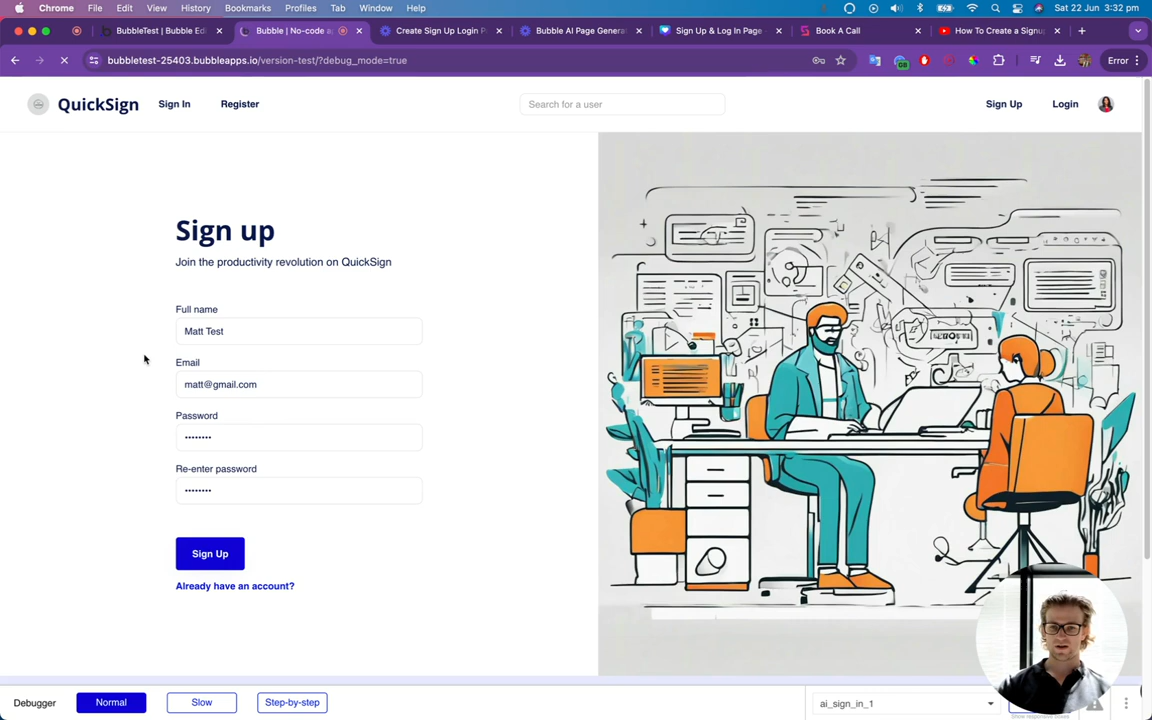 Chrome File Edit View History Bookmarks Profiles Tab Window Help Sat 22 Jun 3:32 pm
BubbleTest | Bubble Edi Bubble | No-code a Create Sign Up Login P Bubble AI Page Genera Sign Up & Log In Page Book A Call How To Create a Signu
bubbletest-25403.bubbleapps.io/version-test/?debug_mode=true Error
QuickSign Sign In Register Search for a user Sign Up Login
Sign up
Join the productivity revolution on QuickSign
Full name
Matt Test
Email
matt@gmail.com
Password
••••••••
Re-enter password
••••••••
Sign Up
Already have an account?
Debugger Normal Slow Step-by-step ai_sign_in_1
Show responsive boxes